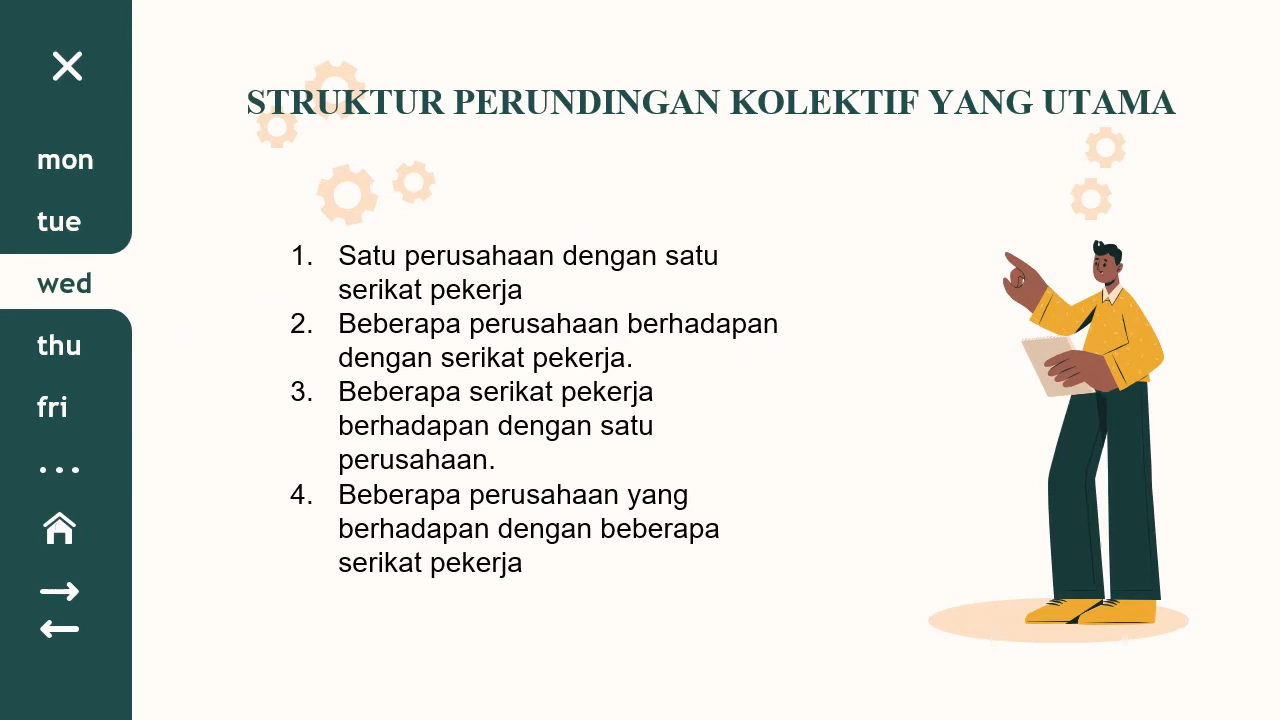 mon
tue
wed
thu
fri
...
STRUKTUR PERUNDINGAN KOLEKTIF YANG UTAMA
1. Satu perusahaan dengan satu
serikat pekerja
2. Beberapa perusahaan berhadapan
dengan serikat pekerja.
3. Beberapa serikat pekerja
berhadapan dengan satu
perusahaan.
4. Beberapa perusahaan yang
berhadapan dengan beberapa
serikat pekerja